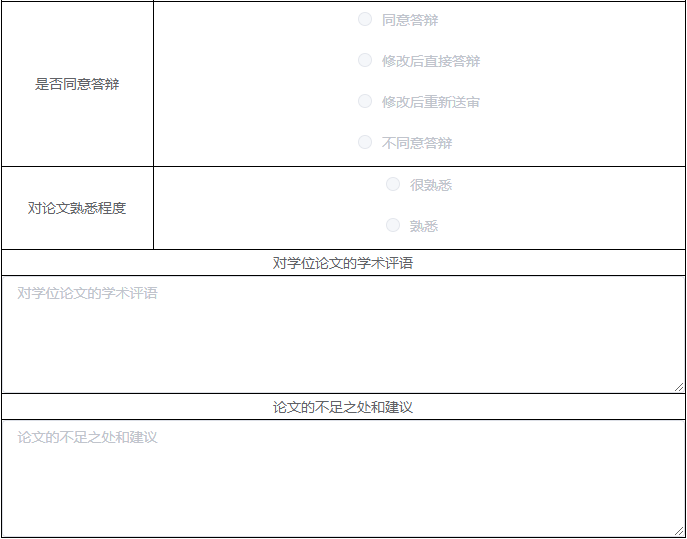 是否同意答辩
同意答辩
修改后直接答辩
修改后重新送审
不同意答辩
对论文熟悉程度
很熟悉
熟悉
对学位论文的学术评语
对学位论文的学术评语
论文的不足之处和建议
论文的不足之处和建议